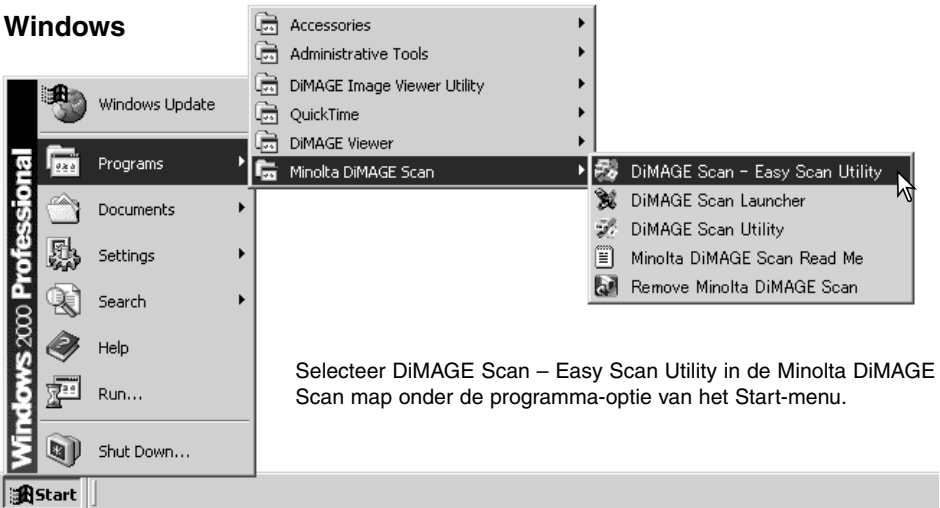 Windows
Accessories
Administrative Tools
DiMAGE Image Viewer Utility
QuickTime
DiMAGE Viewer
Minolta DiMAGE Scan
DiMAGE Scan - Easy Scan Utility
DiMAGE Scan Launcher
DiMAGE Scan Utility
Minolta DiMAGE Scan Read Me
Remove Minolta DiMAGE Scan
Windows 2000 Professional
Windows Update
Programs
Documents
Settings
Search
Help
Run...
Shut Down...
Start
Selecteer DiMAGE Scan – Easy Scan Utility in de Minolta DiMAGE
Scan map onder de programma-optie van het Start-menu.